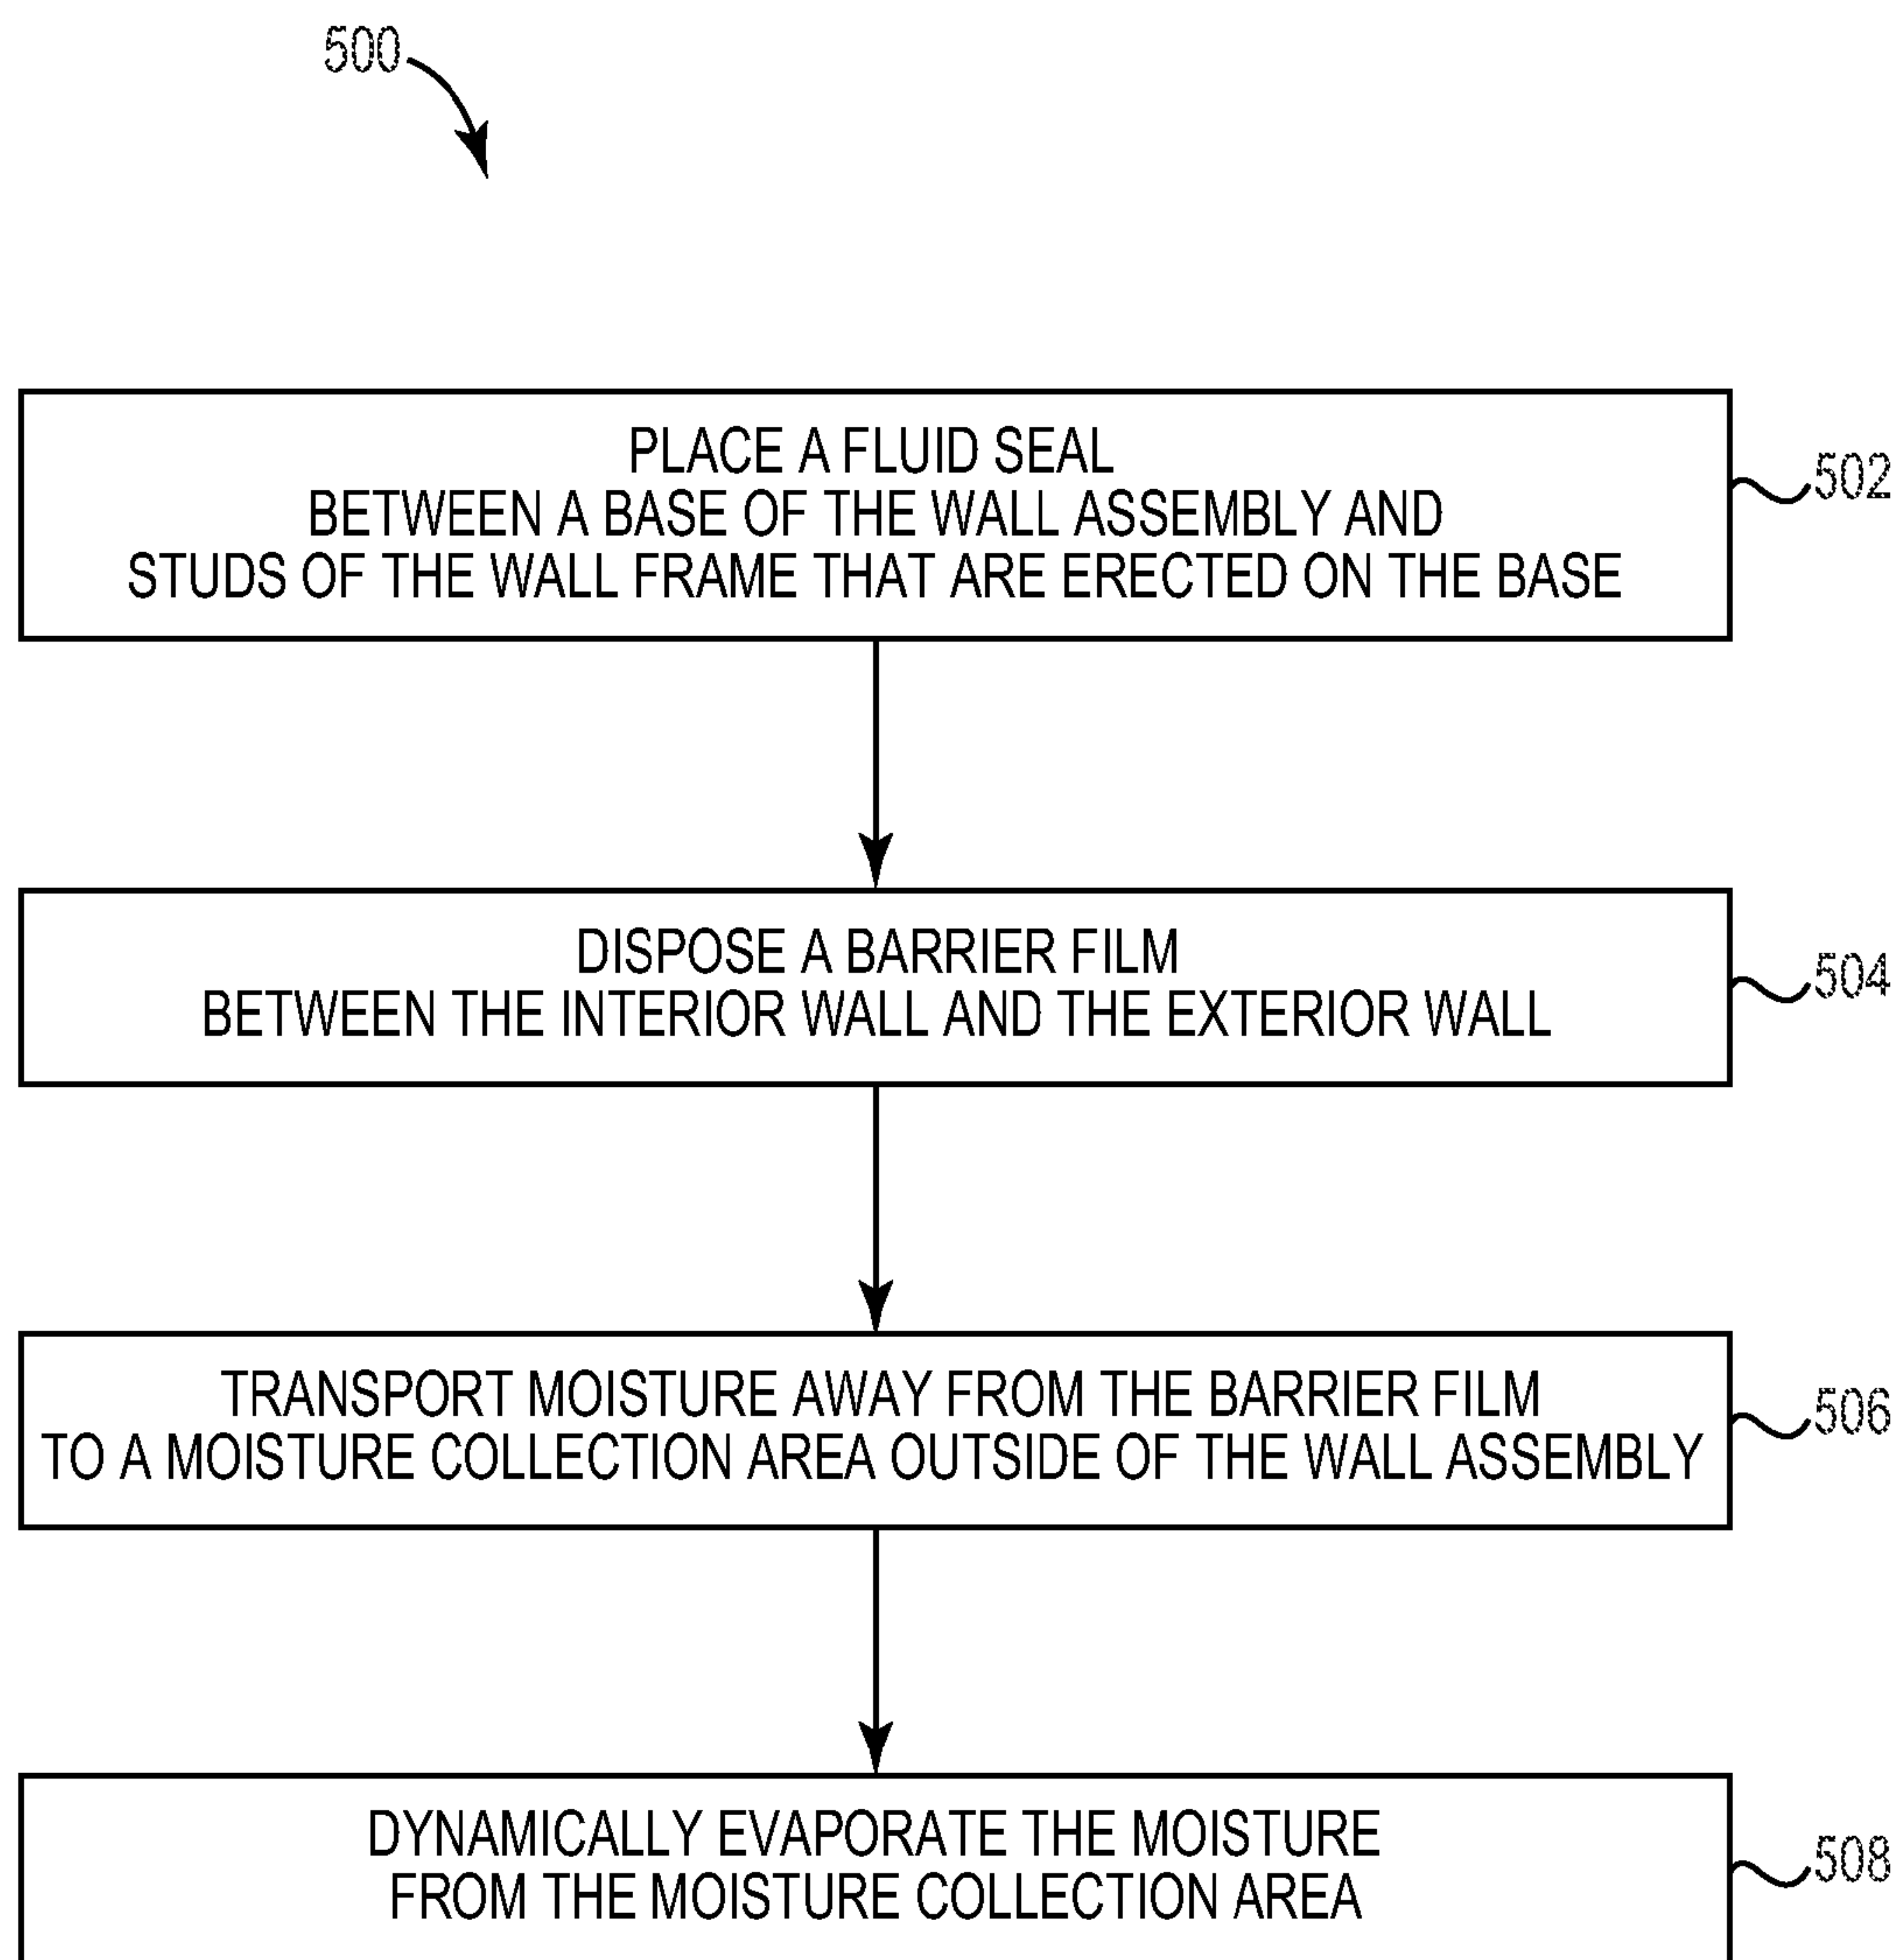 500
PLACE A FLUID SEAL
BETWEEN A BASE OF THE WALL ASSEMBLY AND
STUDS OF THE WALL FRAME THAT ARE ERECTED ON THE BASE
502
DISPOSE A BARRIER FILM
BETWEEN THE INTERIOR WALL AND THE EXTERIOR WALL
504
TRANSPORT MOISTURE AWAY FROM THE BARRIER FILM
TO A MOISTURE COLLECTION AREA OUTSIDE OF THE WALL ASSEMBLY
506
DYNAMICALLY EVAPORATE THE MOISTURE
FROM THE MOISTURE COLLECTION AREA
508